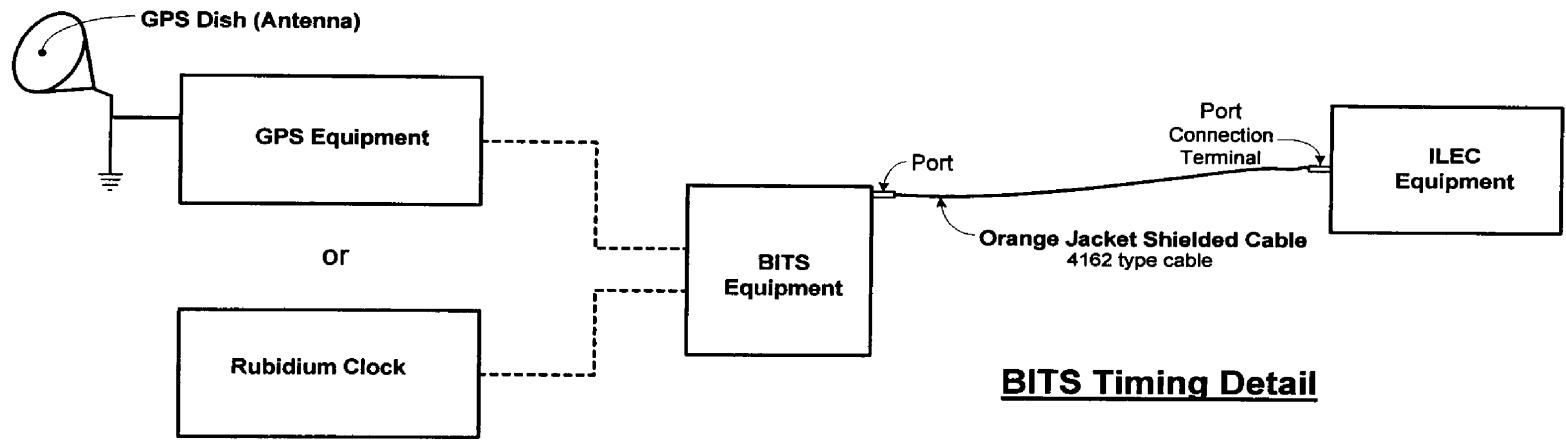 GPS Dish (Antenna)
GPS Equipment
or
Rubidium Clock
BITS
Equipment
Port
Orange Jacket Shielded Cable
4162 type cable
Port
Connection
Terminal
ILEC
Equipment
BITS Timing Detail